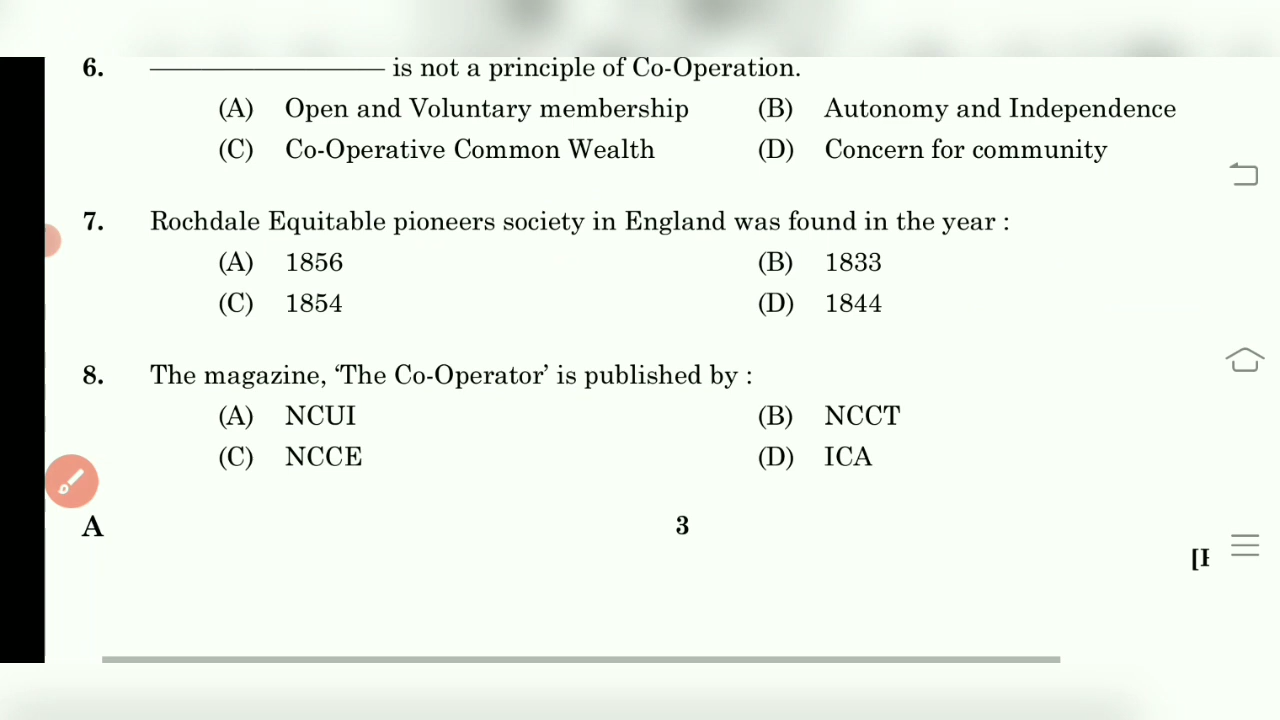 6. ________________ is not a principle of Co-Operation.
(A) Open and Voluntary membership (B) Autonomy and Independence
(C) Co-Operative Common Wealth (D) Concern for community
7. Rochdale Equitable pioneers society in England was found in the year :
(A) 1856 (B) 1833
(C) 1854 (D) 1844
8. The magazine, ‘The Co-Operator’ is published by :
(A) NCUI (B) NCCT
(C) NCCE (D) ICA
A 3